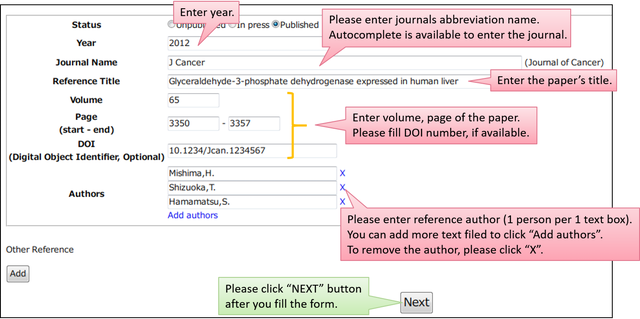 Enter year.
Status Unpublished In press Published
Please enter journals abbreviation name.
Autocomplete is available to enter the journal.
Year 2012
Journal Name J Cancer (Journal of Cancer)
Reference Title Glyceraldehyde-3-phosphate dehydrogenase expressed in human liver
Enter the paper's title.
Volume 65
Page
(start - end) 3350 - 3357
Enter volume, page of the paper.
Please fill DOI number, if available.
DOI
(Digital Object Identifier, Optional) 10.1234/Jcan.1234567
Authors
Mishima,H. X
Shizuoka,T. X
Hamamatsu,S. X
Add authors
Please enter reference author (1 person per 1 text box).
You can add more text filed to click "Add authors".
To remove the author, please click "X".
Other Reference
Add
Please click "NEXT" button
after you fill the form.
Next